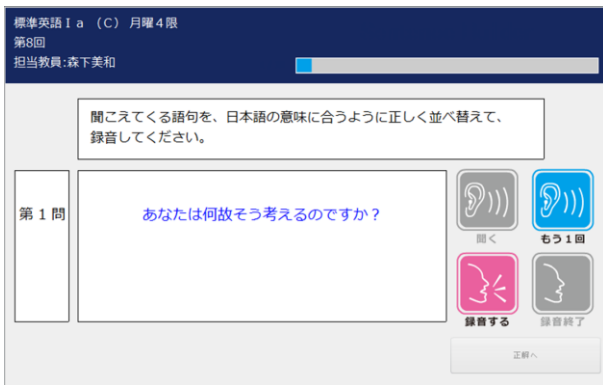 標準英語Ⅰa （C） 月曜４限
第8回
担当教員:森下美和
聞こえてくる語句を、日本語の意味に合うように正しく並べ替えて、
録音してください。
第１問
あなたは何故そう考えるのですか？
聞く
もう１回
録音する
録音終了
正解へ